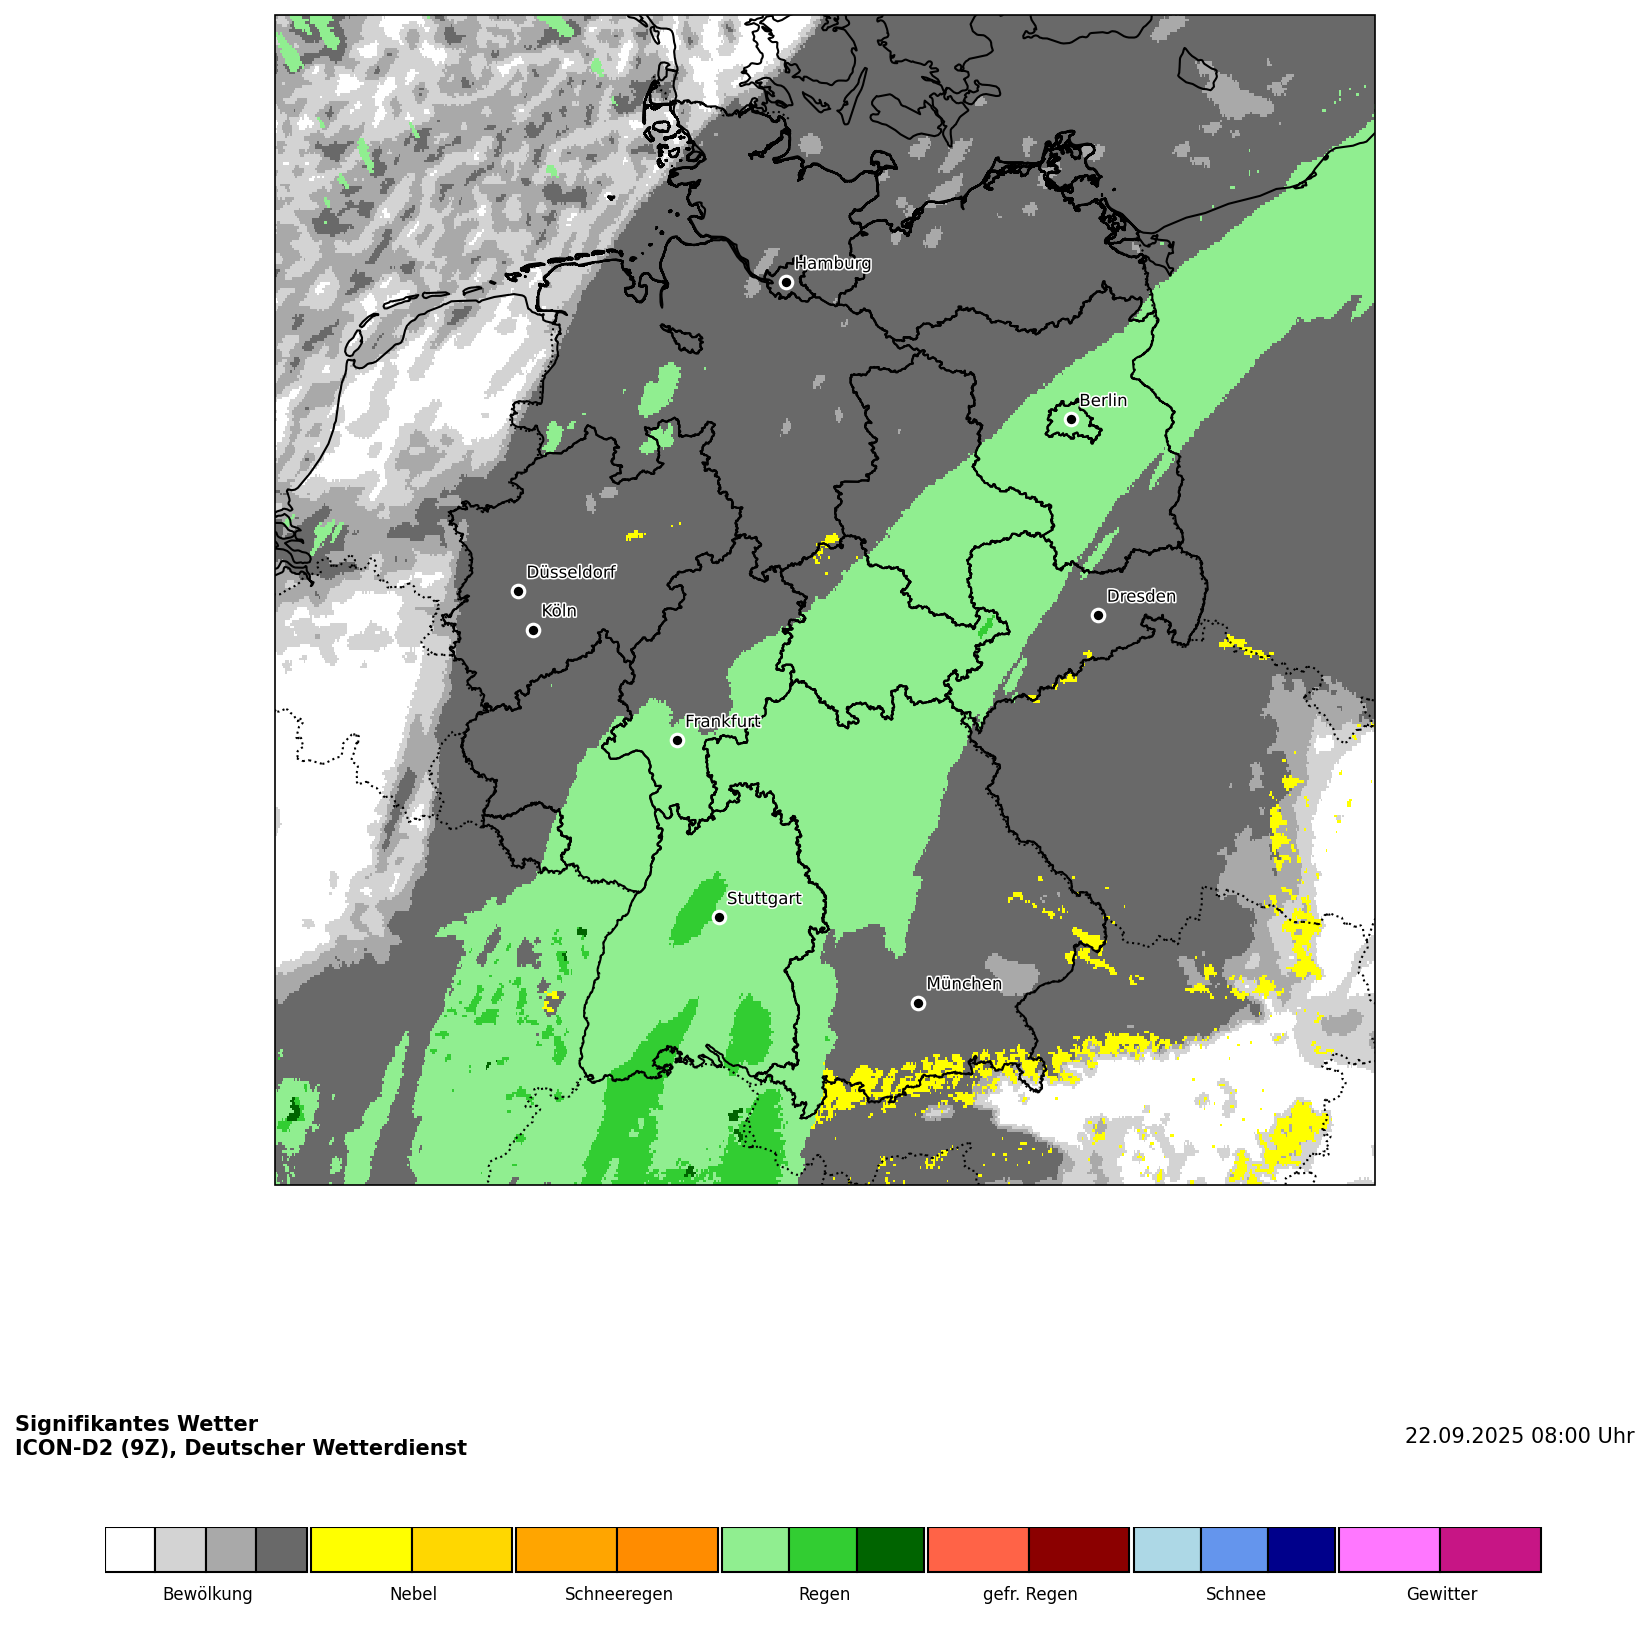 Hamburg
Berlin
Düsseldorf
Dresden
Köln
Frankfurt
Stuttgart
München
Signifikantes Wetter
ICON-D2 (9Z), Deutscher Wetterdienst
22.09.2025 08:00 Uhr
Bewölkung
Nebel
Schneeregen
Regen
gefr. Regen
Schnee
Gewitter